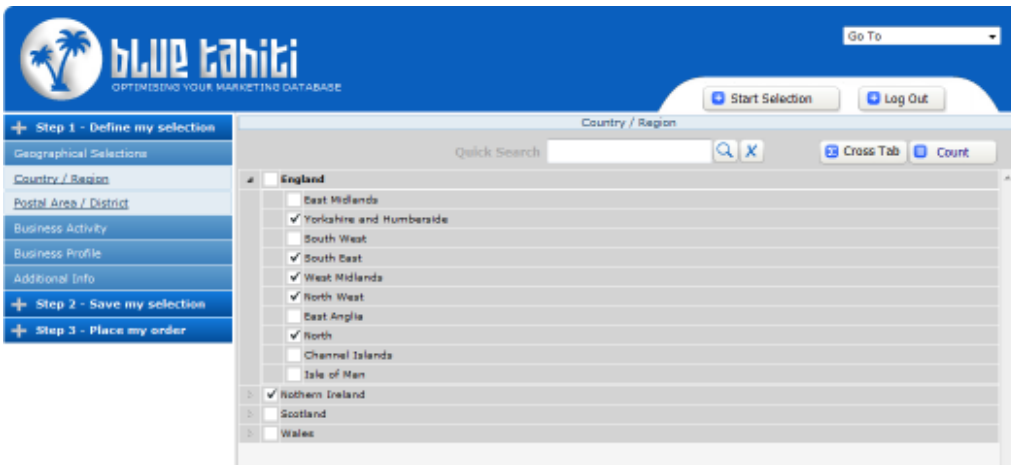 Go To
blue tahiti
OPTIMISING YOUR MARKETING DATABASE
Start Selection
Log Out
Step 1 - Define my selection
Geographical Selections
Country / Region
Postal Area / District
Business Activity
Business Profile
Additional Info
Step 2 - Save my selection
Step 3 - Place my order
Country / Region
Quick Search
X
Cross Tab
Count
England
East Midlands
Yorkshire and Humberside
South West
South East
West Midlands
North West
East Anglia
North
Channel Islands
Isle of Man
Nothern Ireland
Scotland
Wales